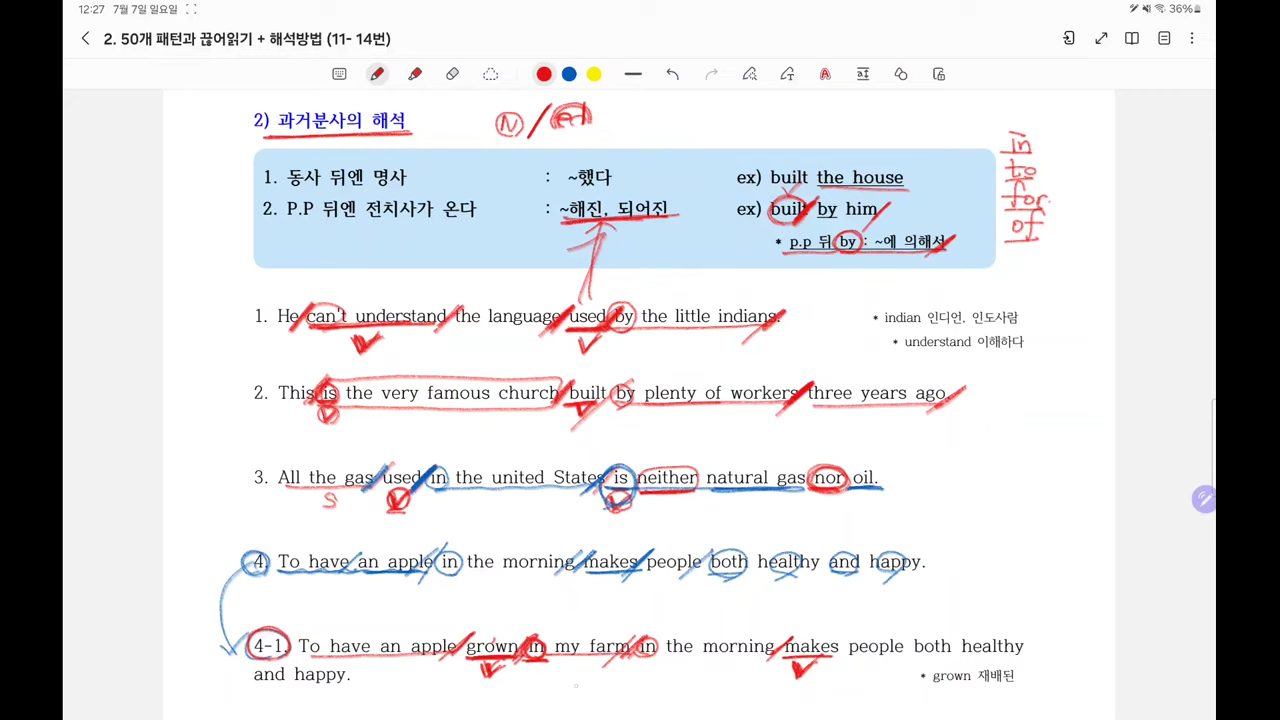 12:27 7월 7일 일요일
36%
2. 50개 패턴과 끊어읽기 + 해석방법 (11- 14번)
2) 과거분사의 해석
N /
1. 동사 뒤엔 명사 : ~했다 ex) built the house
2. P.P 뒤엔 전치사가 온다 : ~해진, 되어진 ex) built by him
* p.p 뒤 by : ~에 의해서
1. He can't understand the language used by the little indians. * indian 인디언, 인도사람
* understand 이해하다
2. This is the very famous church built by plenty of workers three years ago.
3. All the gas used in the united States is neither natural gas nor oil.
S
4. To have an apple in the morning makes people both healthy and happy.
4-1. To have an apple grown in my farm in the morning makes people both healthy
and happy. * grown 재배된